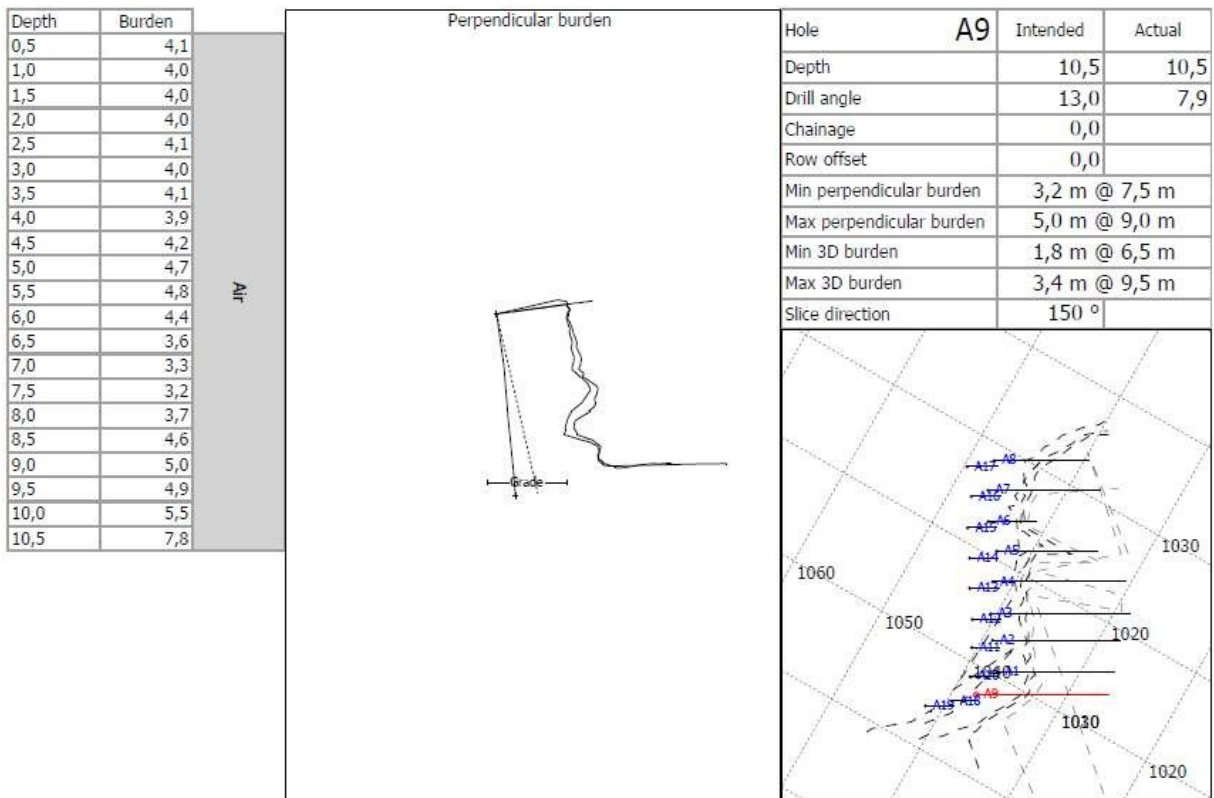 Depth Burden
0,5 4,1
1,0 4,0
1,5 4,0
2,0 4,0
2,5 4,1
3,0 4,0
3,5 4,1
4,0 3,9
4,5 4,2
5,0 4,7
5,5 4,8
6,0 4,4
6,5 3,6
7,0 3,3
7,5 3,2
8,0 3,7
8,5 4,6
9,0 5,0
9,5 4,9
10,0 5,5
10,5 7,8
Air
Perpendicular burden
Grade
Hole A9 Intended Actual
Depth 10,5 10,5
Drill angle 13,0 7,9
Chainage 0,0
Row offset 0,0
Min perpendicular burden 3,2 m @ 7,5 m
Max perpendicular burden 5,0 m @ 9,0 m
Min 3D burden 1,8 m @ 6,5 m
Max 3D burden 3,4 m @ 9,5 m
Slice direction 150 º
A17 A8
A16 A7
A15 A6
A14 A5
1030
1060
A13 A4
A12 A3
1050
1020
A11 A2
A1
A19 A18 A9
1020